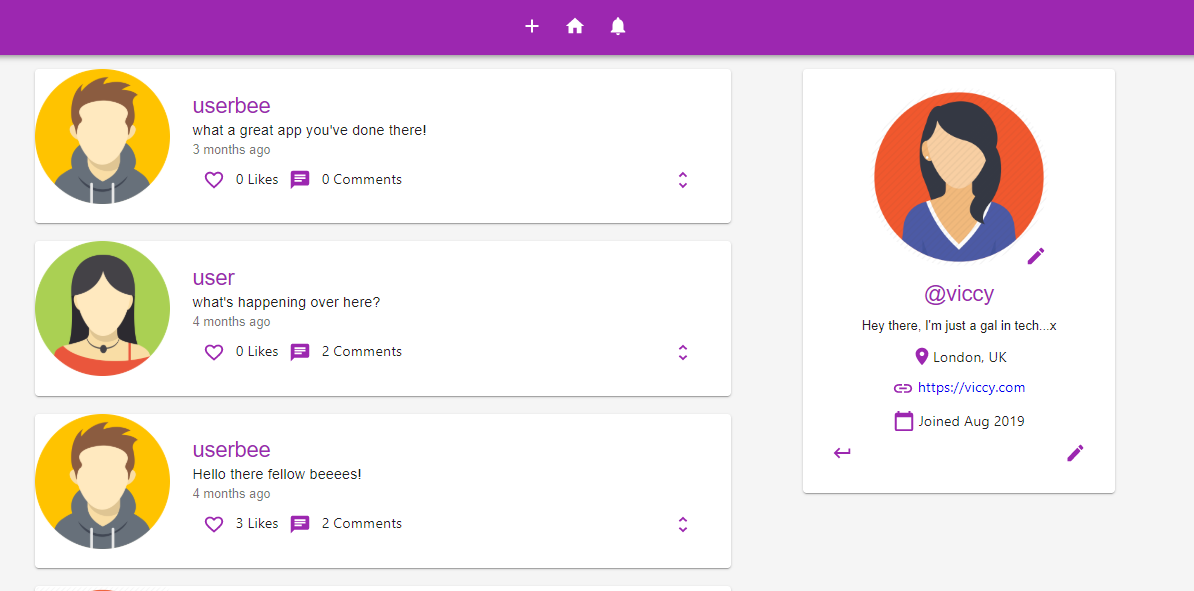 userbee
what a great app you've done there!
3 months ago
0 Likes 0 Comments
user
what's happening over here?
4 months ago
0 Likes 2 Comments
userbee
Hello there fellow beeees!
4 months ago
3 Likes 2 Comments
@viccy
Hey there, I'm just a gal in tech...x
London, UK
https://viccy.com
Joined Aug 2019